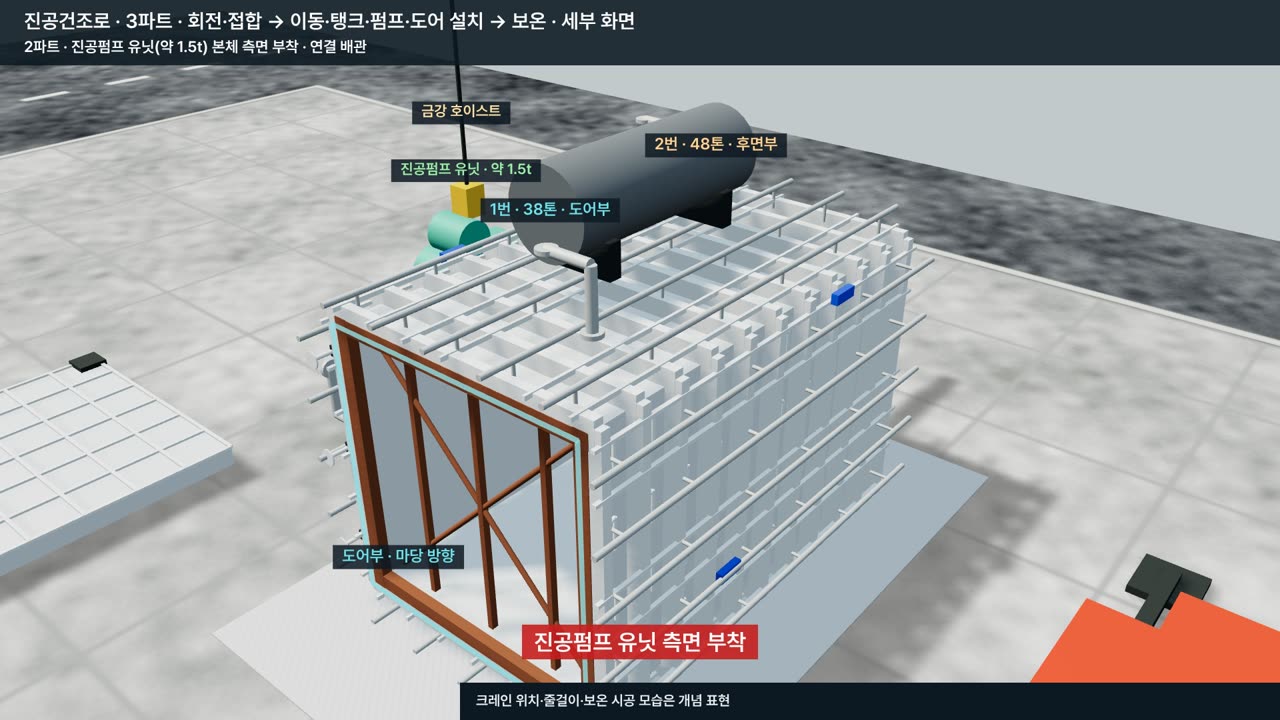 진공건조로 · 3파트 · 회전·접합 → 이동·탱크·펌프·도어 설치 → 보온 · 세부 화면
2파트 · 진공펌프 유닛(약 1.5t) 본체 측면 부착 · 연결 배관
금강 호이스트
2번 · 48톤 · 후면부
진공펌프 유닛 · 약 1.5t
1번 · 38톤 · 도어부
도어부 · 마당 방향
진공펌프 유닛 측면 부착
크레인 위치·줄걸이·보온 시공 모습은 개념 표현